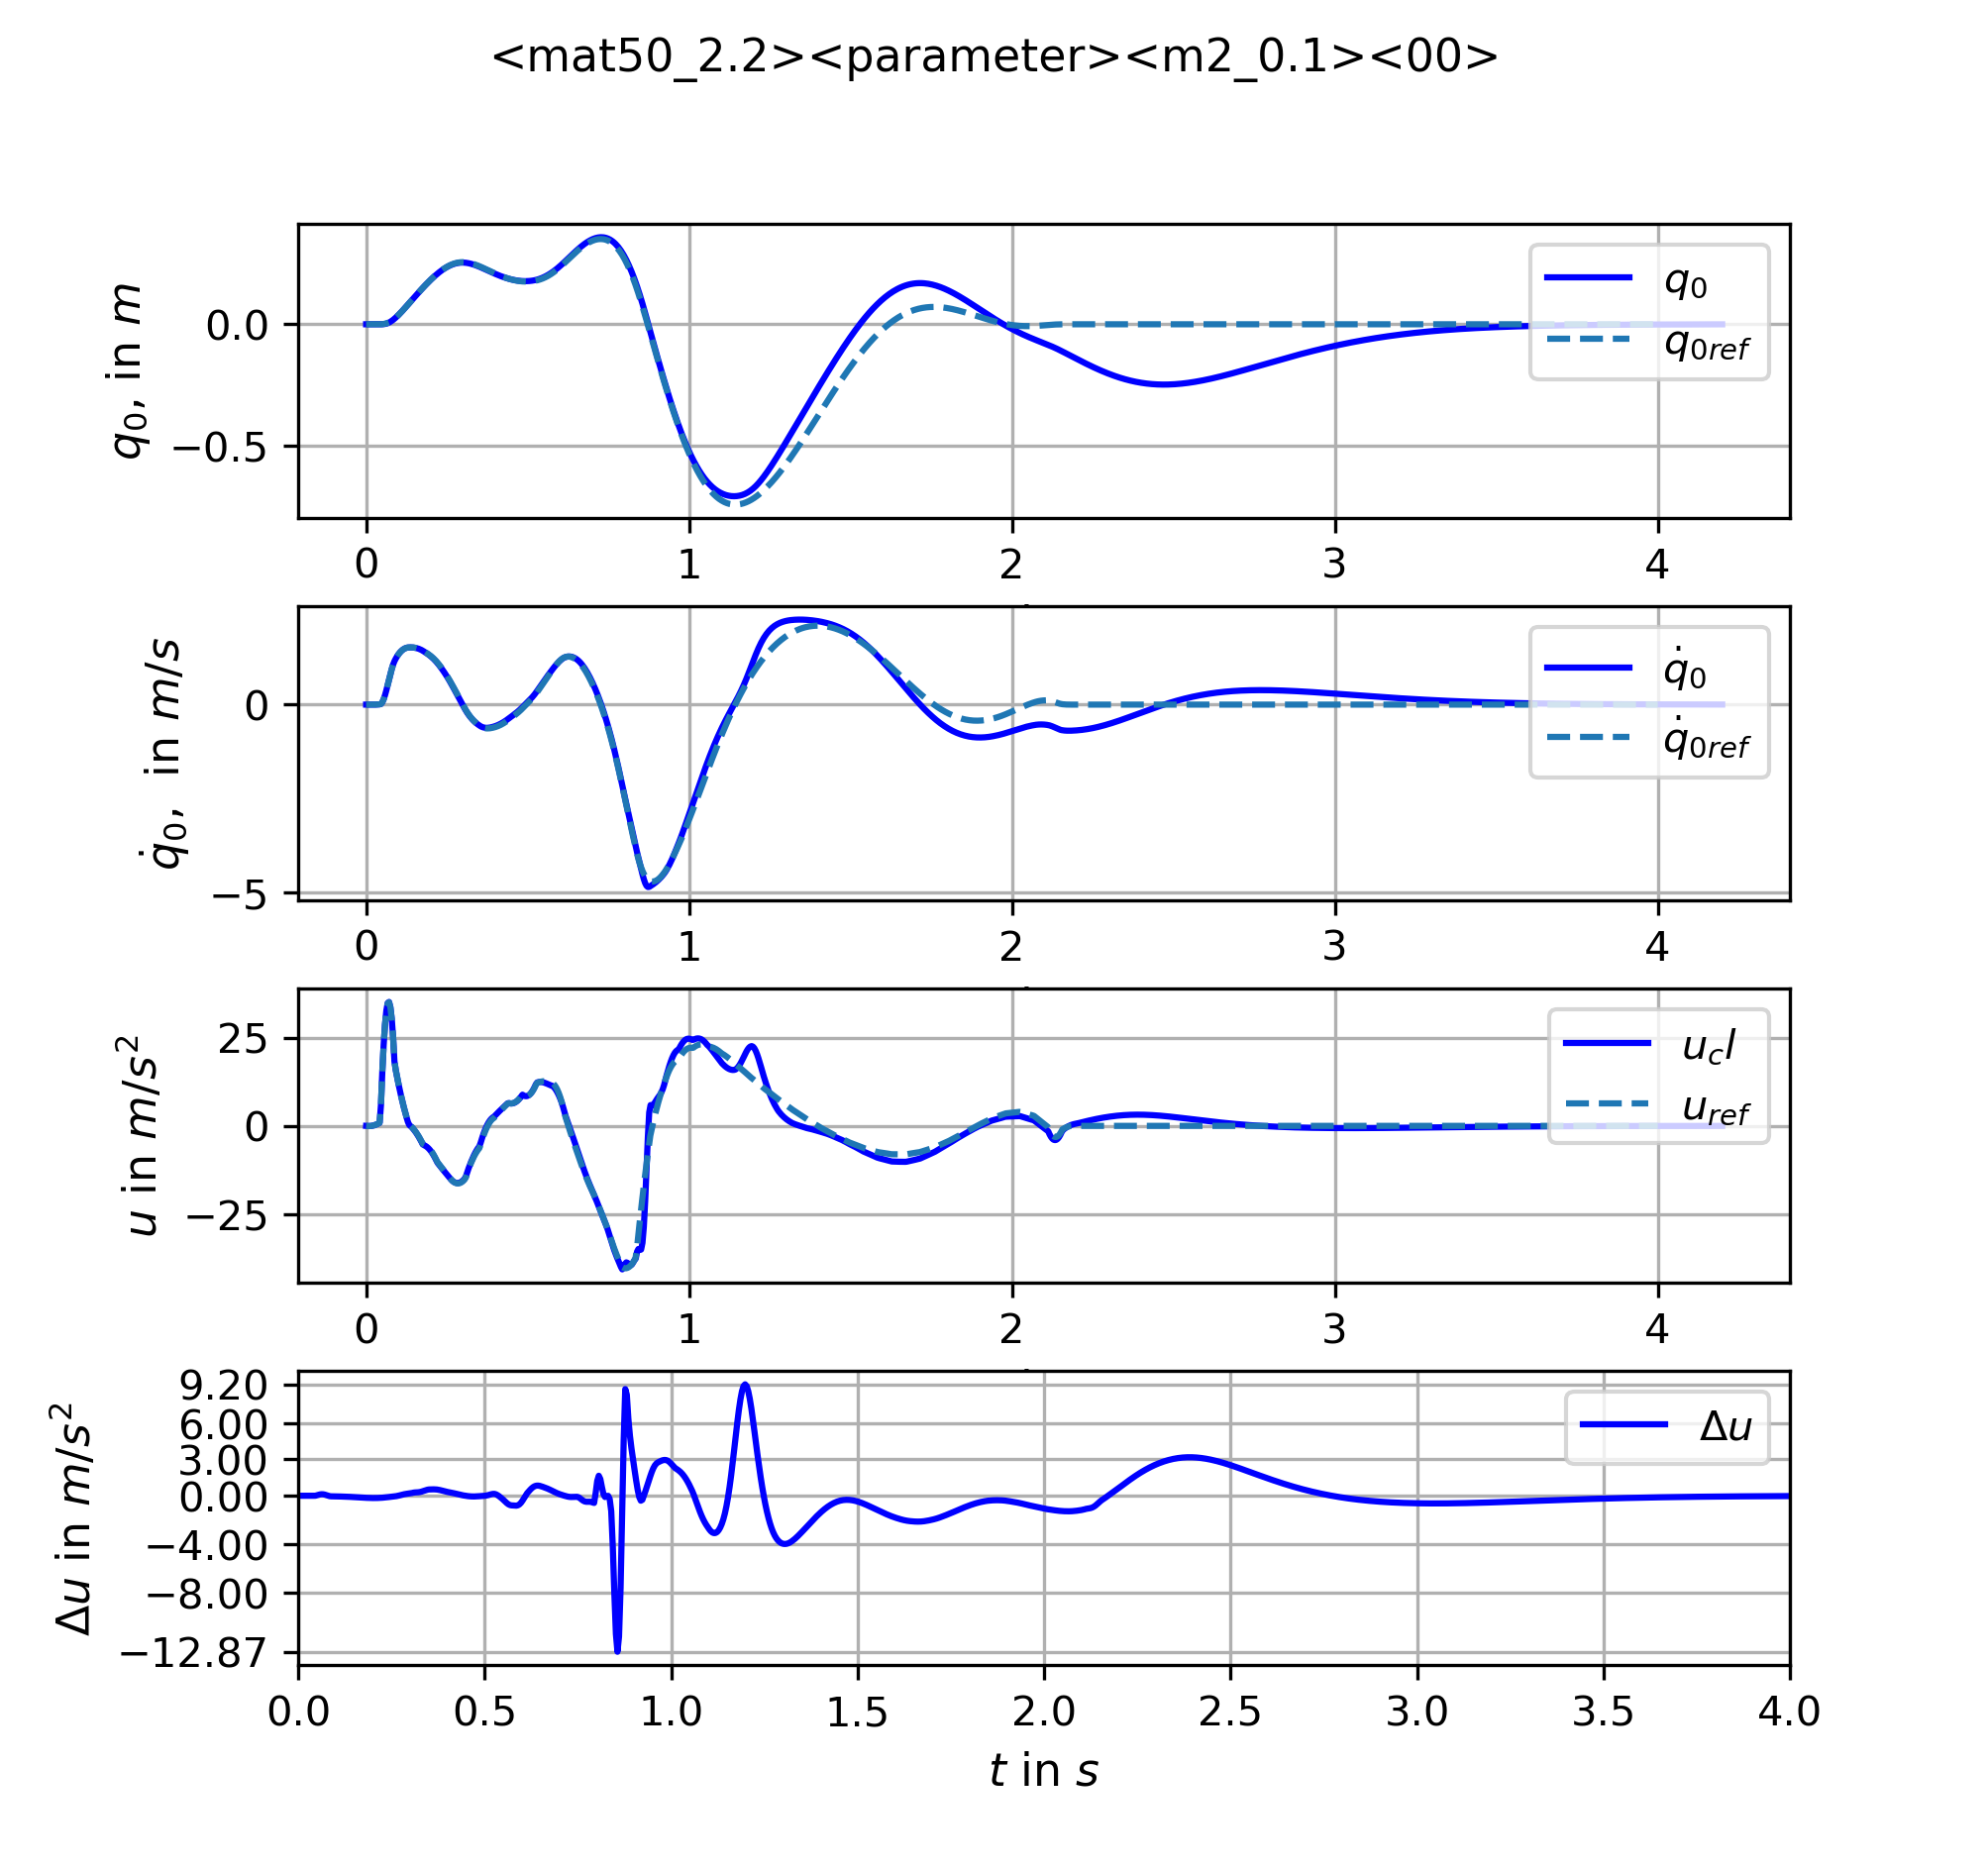 <mat50_2.2><parameter><m2_0.1><00>
q₀, in m
0.0
−0.5
q₀
q₀ref
0 1 2 3 4
q̇₀, in m/s
0
−5
q̇₀
q̇₀ref
0 1 2 3 4
u in m/s²
25
0
−25
u_c l
u_ref
0 1 2 3 4
Δu in m/s²
9.20
6.00
3.00
0.00
−4.00
−8.00
−12.87
Δu
0.0 0.5 1.0 1.5 2.0 2.5 3.0 3.5 4.0
t in s